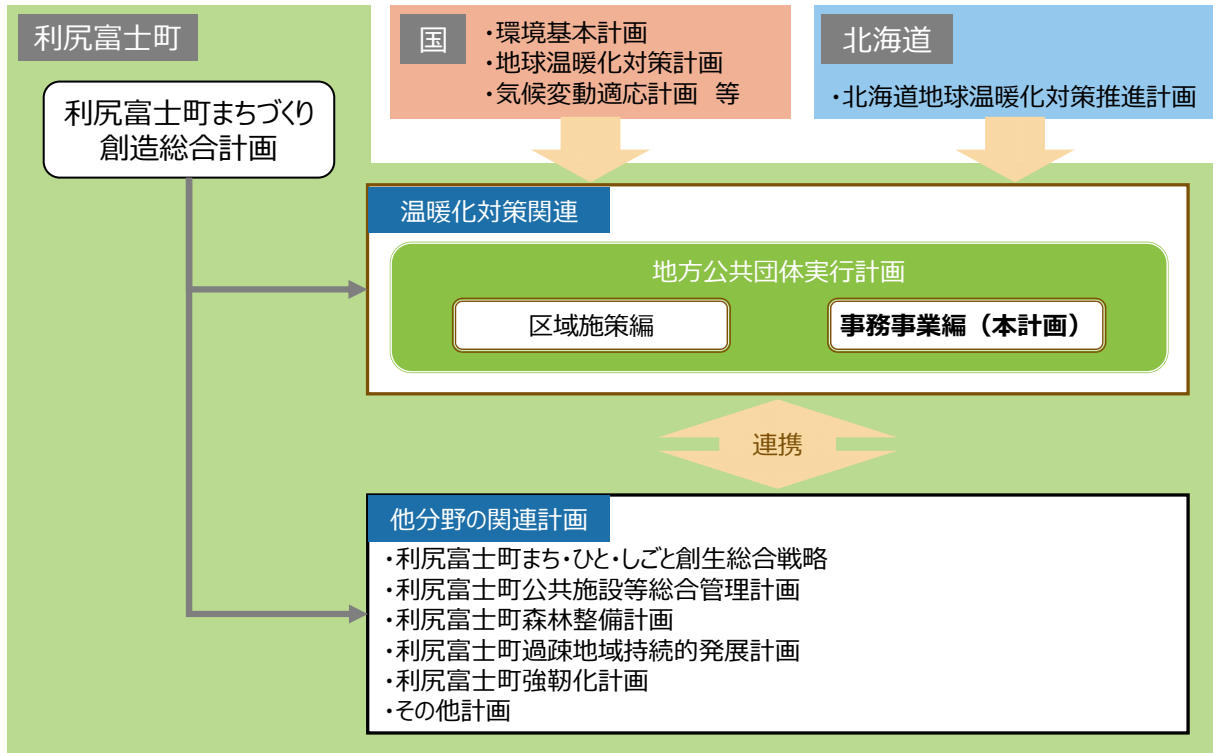 利尻富士町
利尻富士町まちづくり
創造総合計画
国
・環境基本計画
・地球温暖化対策計画
・気候変動適応計画 等
北海道
・北海道地球温暖化対策推進計画
温暖化対策関連
地方公共団体実行計画
区域施策編
事務事業編（本計画）
連携
他分野の関連計画
・利尻富士町まち・ひと・しごと創生総合戦略
・利尻富士町公共施設等総合管理計画
・利尻富士町森林整備計画
・利尻富士町過疎地域持続的発展計画
・利尻富士町強靭化計画
・その他計画